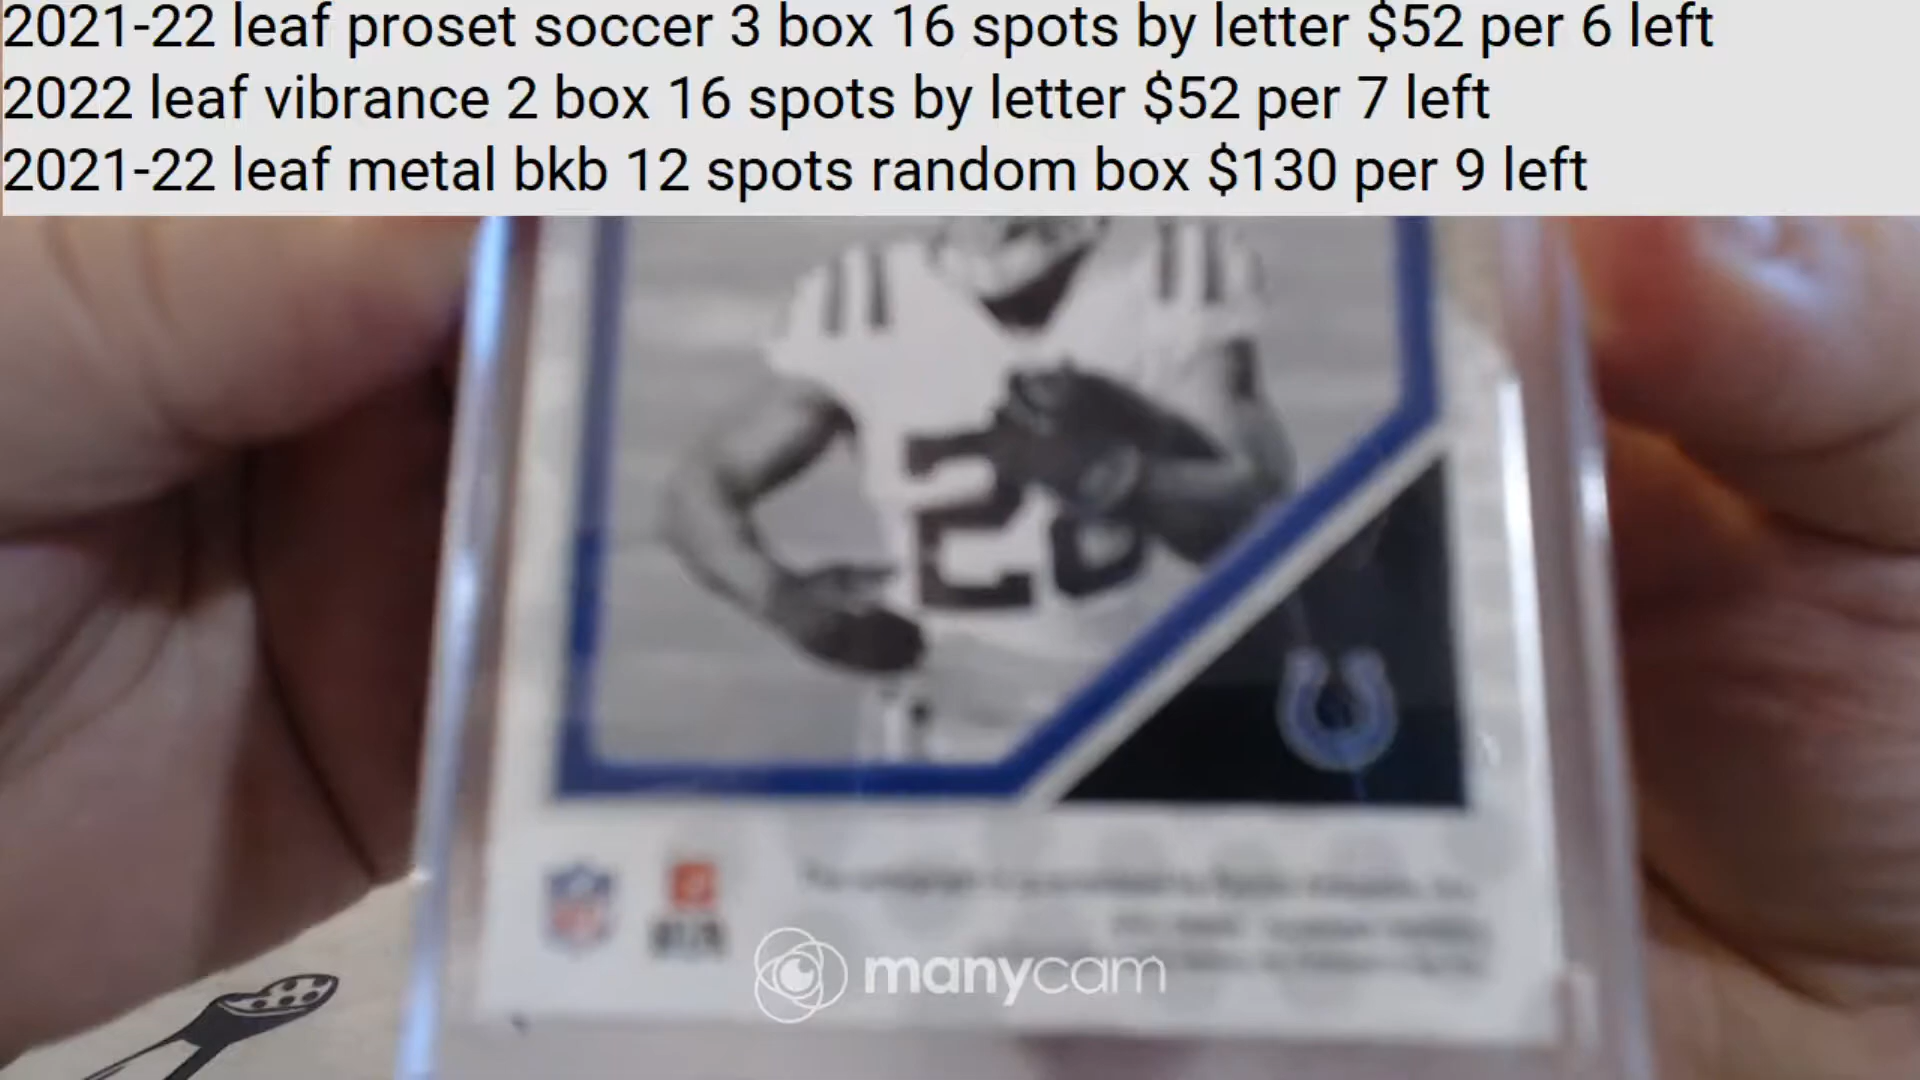 2021-22 leaf proset soccer 3 box 16 spots by letter $52 per 6 left
2022 leaf vibrance 2 box 16 spots by letter $52 per 7 left
2021-22 leaf metal bkb 12 spots random box $130 per 9 left
manycam